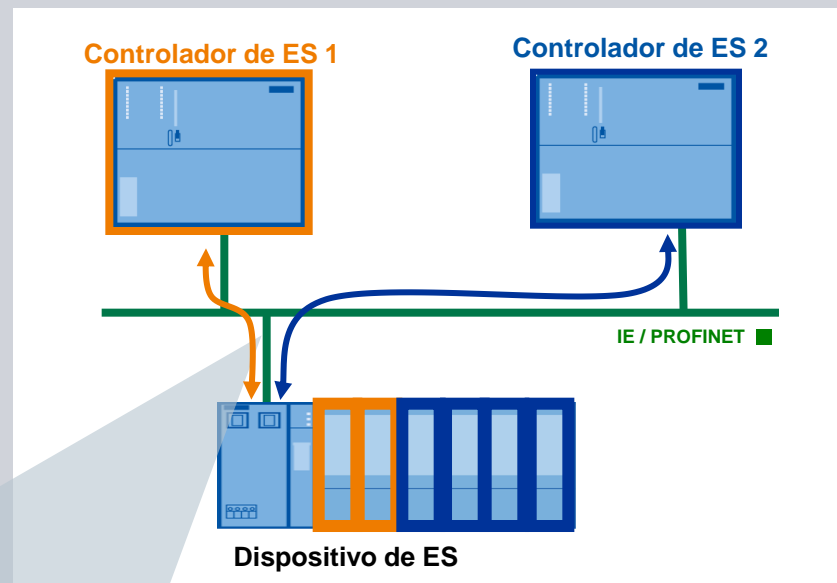 Controlador de ES 1
Controlador de ES 2
IE / PROFINET
Dispositivo de ES